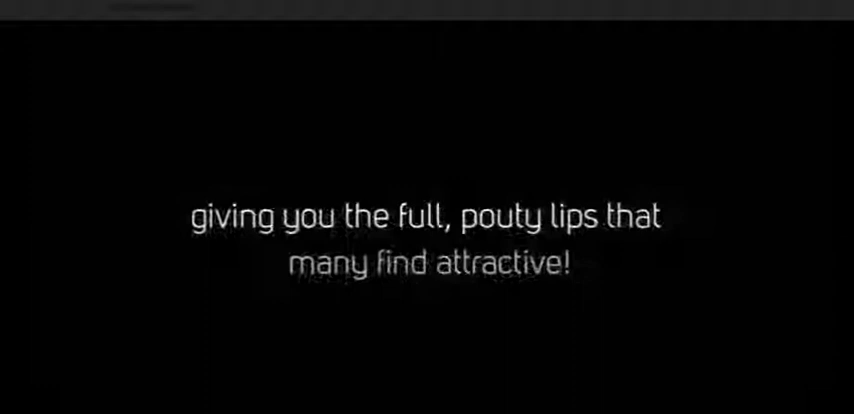 giving you the full, pouty lips that
many find attractive!